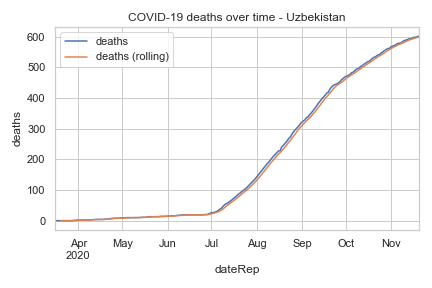 COVID-19 deaths over time - Uzbekistan
deaths
deaths (rolling)
600
500
400
300
200
100
0
deaths
Apr May Jun Jul Aug Sep Oct Nov
2020
dateRep